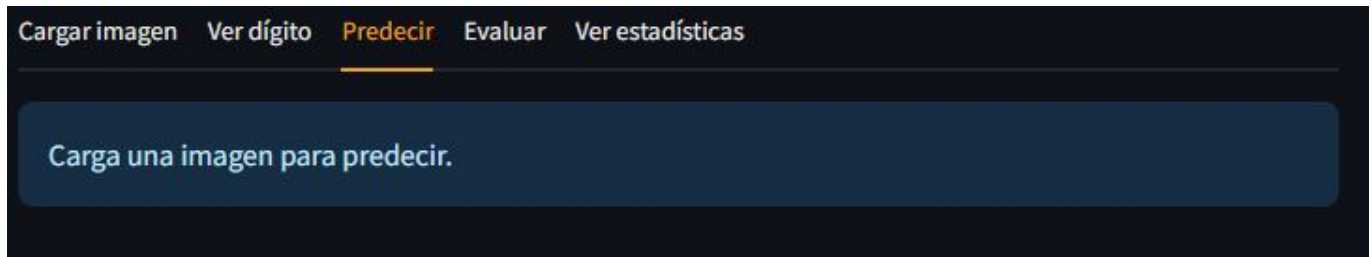 Cargar imagen Ver dígito Predecir Evaluar Ver estadísticas
Carga una imagen para predecir.